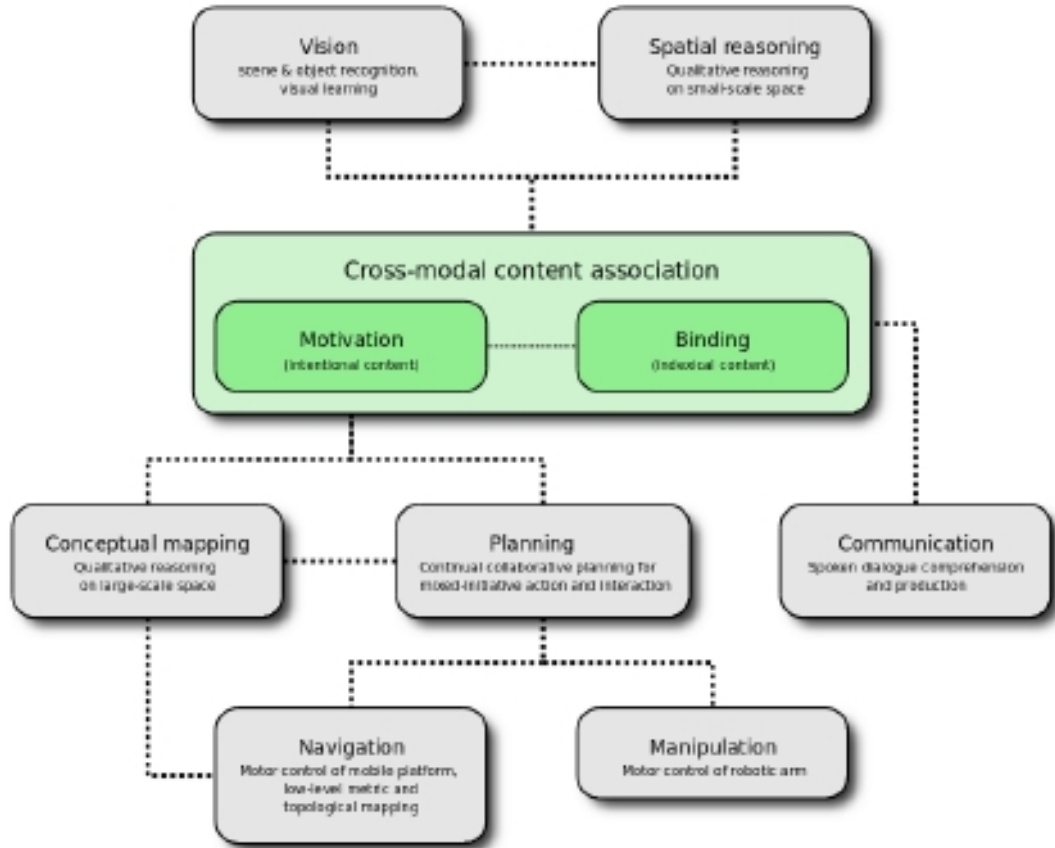 Vision
scene & object recognition,
visual learning
Spatial reasoning
Qualitative reasoning
on small-scale space
Cross-modal content association
Motivation
(intentional content)
Binding
(indexical content)
Conceptual mapping
Qualitative reasoning
on large-scale space
Planning
Continual collaborative planning for
mixed-initiative action and interaction
Communication
Spoken dialogue comprehension
and production
Navigation
Motor control of mobile platform,
low-level metric and
topological mapping
Manipulation
Motor control of robotic arm